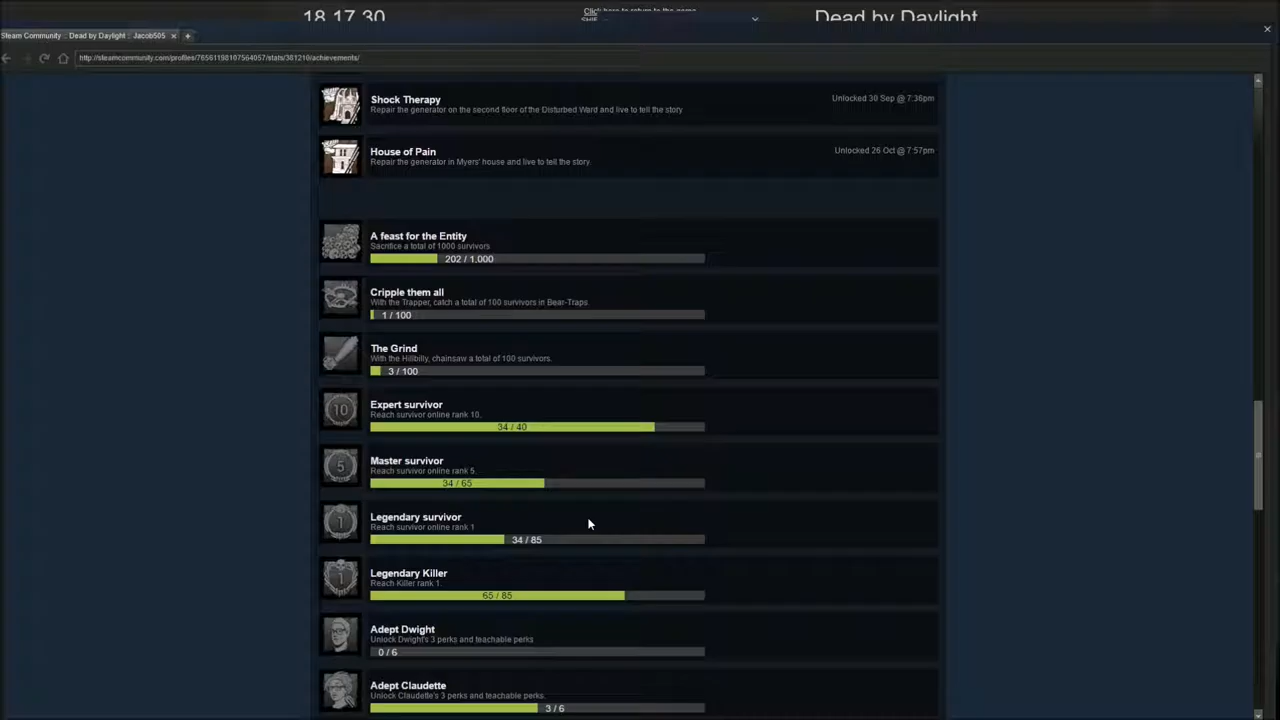 18.17.30
Click here to return to the game
Dead by Daylight
Steam Community :: Dead by Daylight :: Jacob505
http://steamcommunity.com/profiles/76561198107564057/stats/381210/achievements/
Shock Therapy
Unlocked 30 Sep @ 7:36pm
Repair the generator on the second floor of the Disturbed Ward and live to tell the story
House of Pain
Unlocked 26 Oct @ 7:57pm
Repair the generator in Myers' house and live to tell the story.
A feast for the Entity
Sacrifice a total of 1000 survivors
202 / 1,000
Cripple them all
With the Trapper, catch a total of 100 survivors in Bear-Traps.
1 / 100
The Grind
With the Hillbilly, chainsaw a total of 100 survivors.
3 / 100
Expert survivor
Reach survivor online rank 10.
34 / 40
Master survivor
Reach survivor online rank 5.
34 / 65
Legendary survivor
Reach survivor online rank 1
34 / 85
Legendary Killer
Reach Killer rank 1.
65 / 85
Adept Dwight
Unlock Dwight's 3 perks and teachable perks
0 / 6
Adept Claudette
Unlock Claudette's 3 perks and teachable perks.
3 / 6